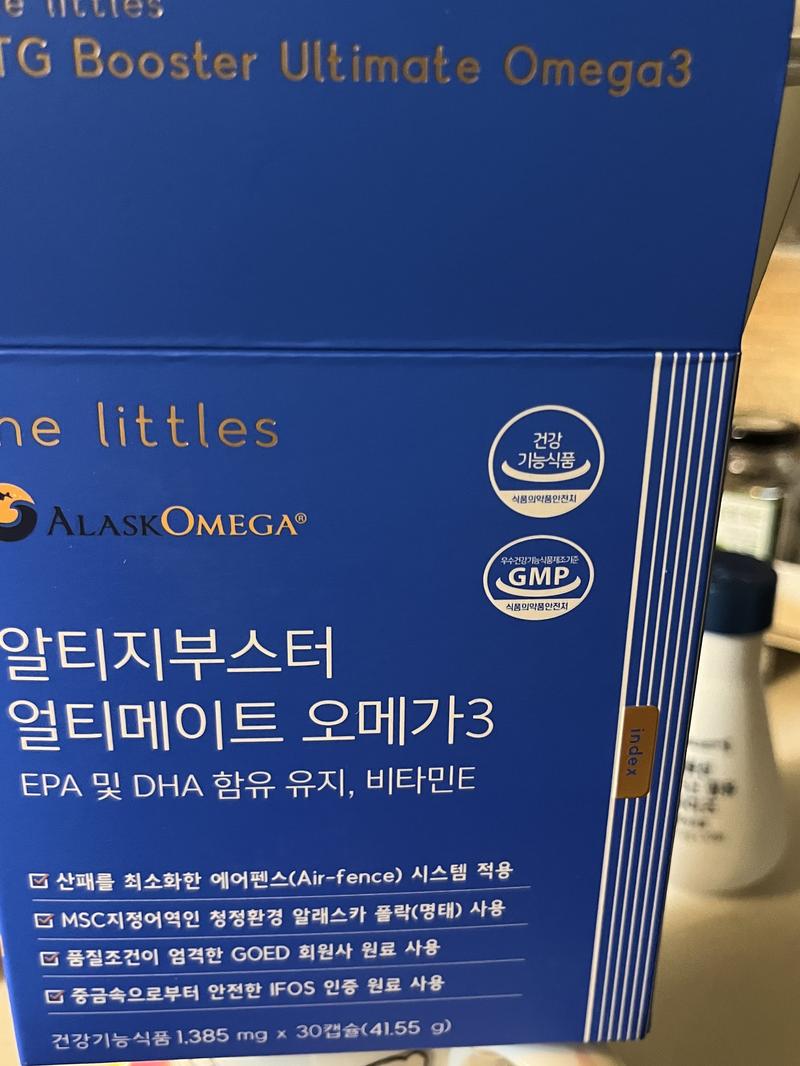 e littles
TG Booster Ultimate Omega3
he littles
ALASKOMEGA®
건강
기능식품
식품의약품안전처
우수건강기능식품제조기준
GMP
식품의약품안전처
알티지부스터
얼티메이트 오메가3
EPA 및 DHA 함유 유지, 비타민E
index
산패를 최소화한 에어펜스(Air-fence) 시스템 적용
MSC지정어역인 청정환경 알래스카 폴락(명태) 사용
품질조건이 엄격한 GOED 회원사 원료 사용
중금속으로부터 안전한 IFOS 인증 원료 사용
건강기능식품 1,385 mg x 30캡슐(41.55 g)